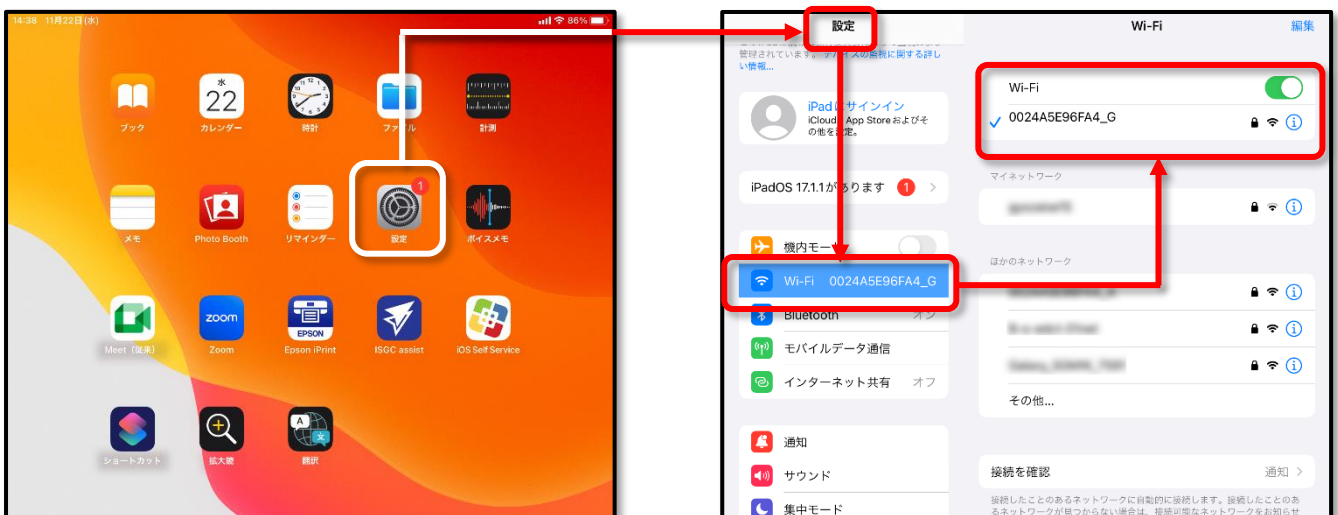 14:38 11月22日(水)
86%
水
22
ブック
カレンダー
時計
ファイル
計測
1
メモ
Photo Booth
リマインダー
設定
ボイスメモ
zoom
EPSON
Meet (従来)
Zoom
Epson iPrint
ISGC assist
iOS Self Service
ショートカット
拡大鏡
翻訳
設定
管理されています。デバイスの監視に関する詳し
い情報...
iPad にサインイン
iCloud、App Store およびそ
の他を設定。
iPadOS 17.1.1があります 1
機内モード
Wi-Fi 0024A5E96FA4_G
Bluetooth オン
モバイルデータ通信
インターネット共有 オフ
通知
サウンド
集中モード
Wi-Fi 編集
Wi-Fi
0024A5E96FA4_G
マイネットワーク
ほかのネットワーク
その他...
接続を確認 通知
接続したことのあるネットワークに自動的に接続します。接続したことのあ
るネットワークが見つからない場合は、接続可能なネットワークをお知らせ